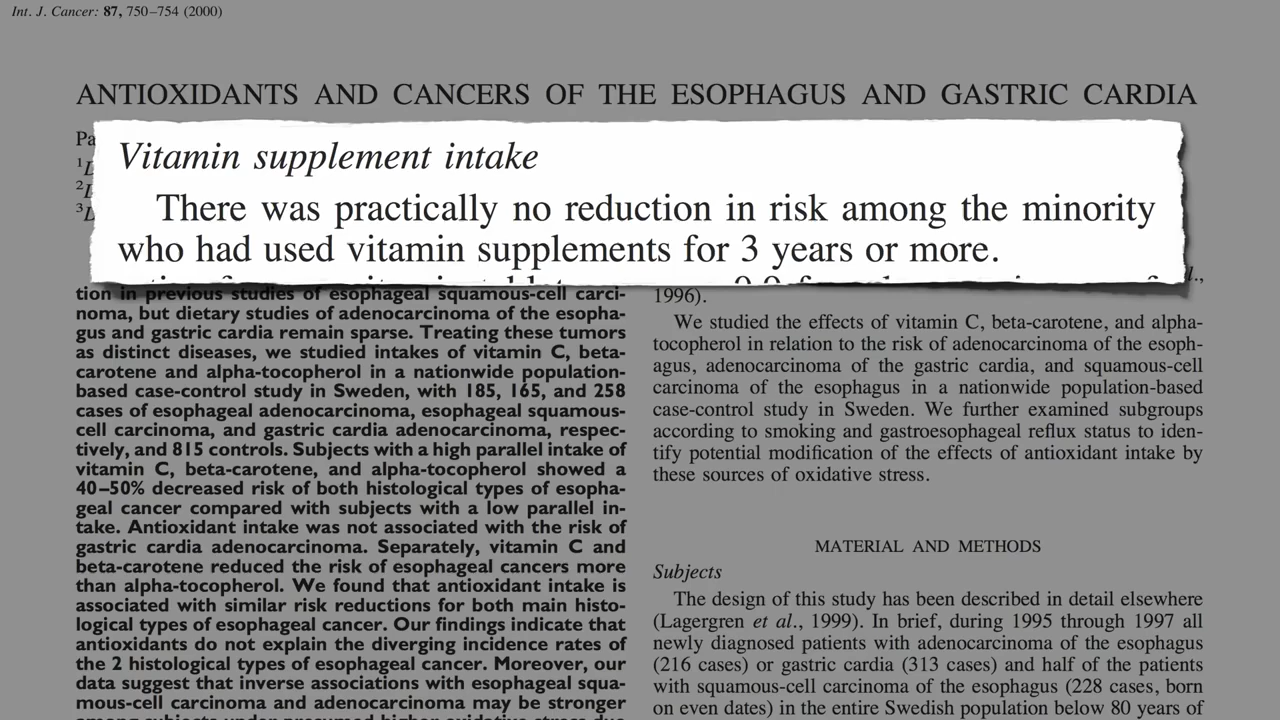 Int. J. Cancer: 87, 750–754 (2000)
ANTIOXIDANTS AND CANCERS OF THE ESOPHAGUS AND GASTRIC CARDIA
Vitamin supplement intake
There was practically no reduction in risk among the minority
who had used vitamin supplements for 3 years or more.
tion in previous studies of esophageal squamous-cell carci-
noma, but dietary studies of adenocarcinoma of the esopha-
gus and gastric cardia remain sparse. Treating these tumors
as distinct diseases, we studied intakes of vitamin C, beta-
carotene and alpha-tocopherol in a nationwide population-
based case-control study in Sweden, with 185, 165, and 258
cases of esophageal adenocarcinoma, esophageal squamous-
cell carcinoma, and gastric cardia adenocarcinoma, respec-
tively, and 815 controls. Subjects with a high parallel intake of
vitamin C, beta-carotene, and alpha-tocopherol showed a
40–50% decreased risk of both histological types of esopha-
geal cancer compared with subjects with a low parallel in-
take. Antioxidant intake was not associated with the risk of
gastric cardia adenocarcinoma. Separately, vitamin C and
beta-carotene reduced the risk of esophageal cancers more
than alpha-tocopherol. We found that antioxidant intake is
associated with similar risk reductions for both main histo-
logical types of esophageal cancer. Our findings indicate that
antioxidants do not explain the diverging incidence rates of
the 2 histological types of esophageal cancer. Moreover, our
data suggest that inverse associations with esophageal squa-
mous-cell carcinoma and adenocarcinoma may be stronger
1996).
We studied the effects of vitamin C, beta-carotene, and alpha-
tocopherol in relation to the risk of adenocarcinoma of the esoph-
agus, adenocarcinoma of the gastric cardia, and squamous-cell
carcinoma of the esophagus in a nationwide population-based
case-control study in Sweden. We further examined subgroups
according to smoking and gastroesophageal reflux status to iden-
tify potential modification of the effects of antioxidant intake by
these sources of oxidative stress.
MATERIAL AND METHODS
Subjects
The design of this study has been described in detail elsewhere
(Lagergren et al., 1999). In brief, during 1995 through 1997 all
newly diagnosed patients with adenocarcinoma of the esophagus
(216 cases) or gastric cardia (313 cases) and half of the patients
with squamous-cell carcinoma of the esophagus (228 cases, born
on even dates) in the entire Swedish population below 80 years of